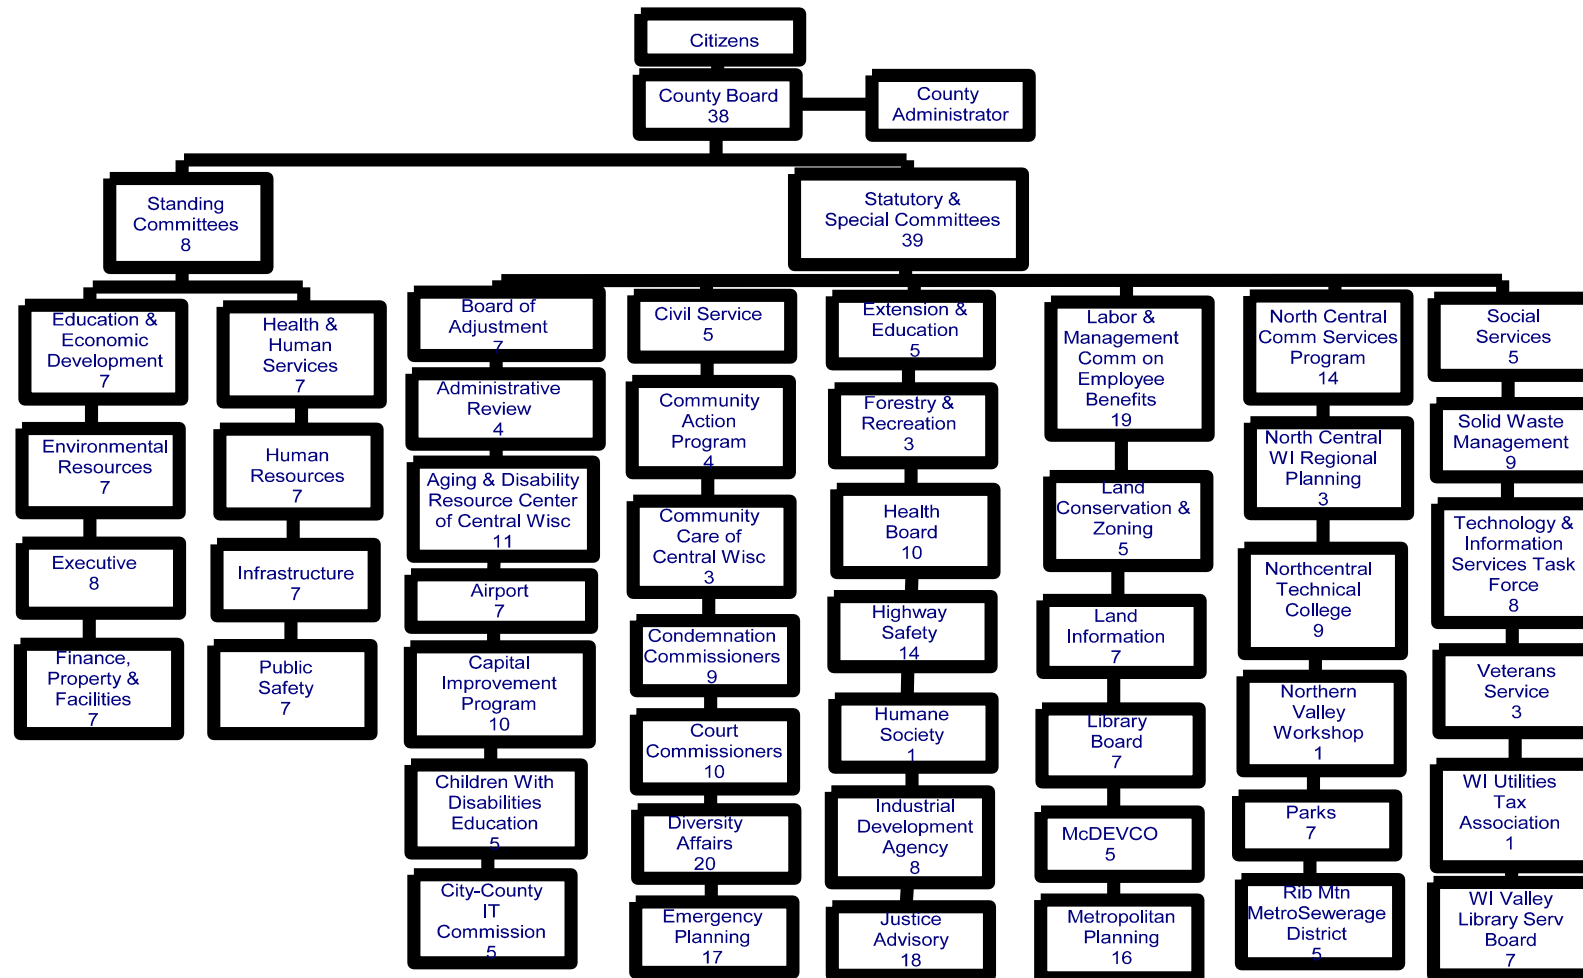 Citizens
County Board
38
County
Administrator
Standing
Committees
8
Statutory &
Special Committees
39
Education &
Economic
Development
7
Environmental
Resources
7
Executive
8
Finance,
Property &
Facilities
7
Health &
Human
Services
7
Human
Resources
7
Infrastructure
7
Public
Safety
7
Board of
Adjustment
7
Administrative
Review
4
Aging & Disability
Resource Center
of Central Wisc
11
Airport
7
Capital
Improvement
Program
10
Children With
Disabilities
Education
5
City-County
IT
Commission
5
Civil Service
5
Community
Action
Program
4
Community
Care of
Central Wisc
3
Condemnation
Commissioners
9
Court
Commissioners
10
Diversity
Affairs
20
Emergency
Planning
17
Extension &
Education
5
Forestry &
Recreation
3
Health
Board
10
Highway
Safety
14
Humane
Society
1
Industrial
Development
Agency
8
Justice
Advisory
18
Labor &
Management
Comm on
Employee
Benefits
19
Land
Conservation &
Zoning
5
Land
Information
7
Library
Board
7
McDEVCO
5
Metropolitan
Planning
16
North Central
Comm Services
Program
14
North Central
WI Regional
Planning
3
Northcentral
Technical
College
9
Northern
Valley
Workshop
1
Parks
7
Rib Mtn
MetroSewerage
District
5
Social
Services
5
Solid Waste
Management
9
Technology &
Information
Services Task
Force
8
Veterans
Service
3
WI Utilities
Tax
Association
1
WI Valley
Library Serv
Board
7